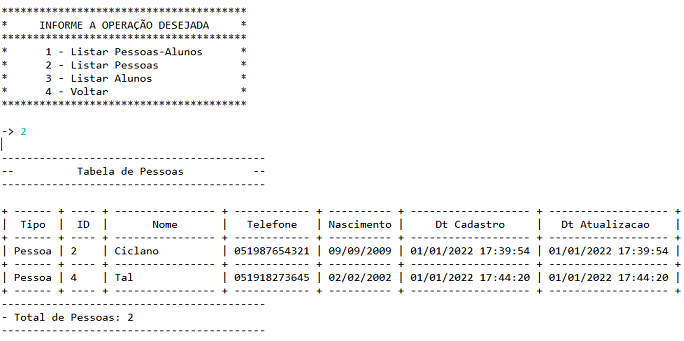 ***************************************
*     INFORME A OPERAÇÃO DESEJADA     *
***************************************
*      1 - Listar Pessoas-Alunos      *
*      2 - Listar Pessoas             *
*      3 - Listar Alunos              *
*      4 - Voltar                     *
***************************************
-> 2
------------------------------------------
--          Tabela de Pessoas           --
------------------------------------------
+ ------ + ---- + ---------------- + ------------ + ---------- + ------------------- + ------------------- +
|  Tipo  |  ID  |       Nome       |   Telefone   | Nascimento |     Dt Cadastro     |   Dt Atualizacao    |
+ ------ + ---- + ---------------- + ------------ + ---------- + ------------------- + ------------------- +
| Pessoa | 2    | Ciclano          | 051987654321 | 09/09/2009 | 01/01/2022 17:39:54 | 01/01/2022 17:39:54 |
+ ------ + ---- + ---------------- + ------------ + ---------- + ------------------- + ------------------- +
| Pessoa | 4    | Tal              | 051918273645 | 02/02/2002 | 01/01/2022 17:44:20 | 01/01/2022 17:44:20 |
+ ------ + ---- + ---------------- + ------------ + ---------- + ------------------- + ------------------- +
------------------------------------------
- Total de Pessoas: 2
------------------------------------------